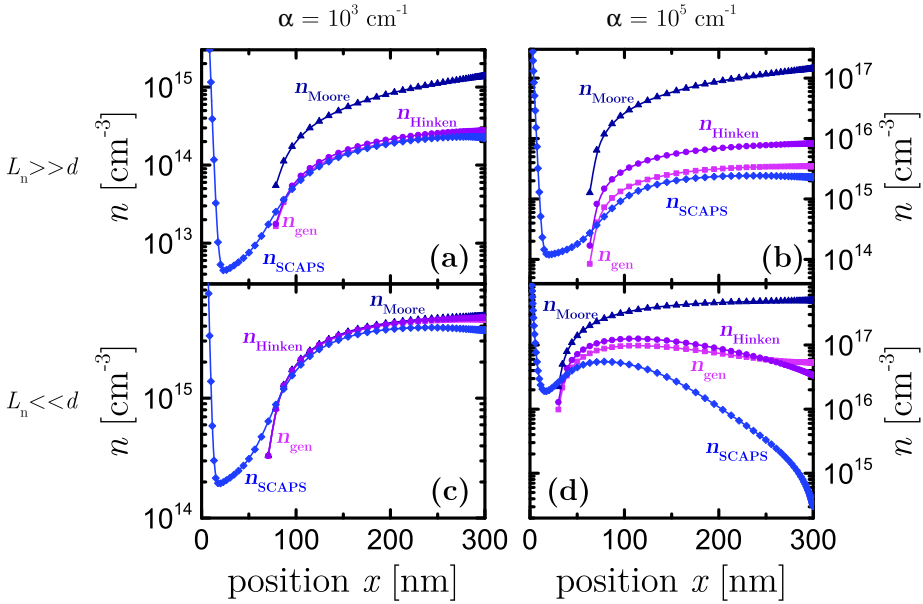 α = 10³ cm⁻¹ α = 10⁵ cm⁻¹
Lₙ>>d
n [cm⁻³]
10¹⁵
10¹⁴
10¹³
n_Moore
n_Hinken
n_gen
n_SCAPS
(a)
n_Moore
n_Hinken
n_SCAPS
n_gen
(b)
10¹⁷
10¹⁶
10¹⁵
10¹⁴
n [cm⁻³]
Lₙ<<d
n [cm⁻³]
10¹⁵
10¹⁴
n_Moore
n_Hinken
n_gen
n_SCAPS
(c)
n_Moore
n_Hinken
n_gen
n_SCAPS
(d)
10¹⁷
10¹⁶
10¹⁵
n [cm⁻³]
0 100 200 300
0 100 200 300
position x [nm]
position x [nm]